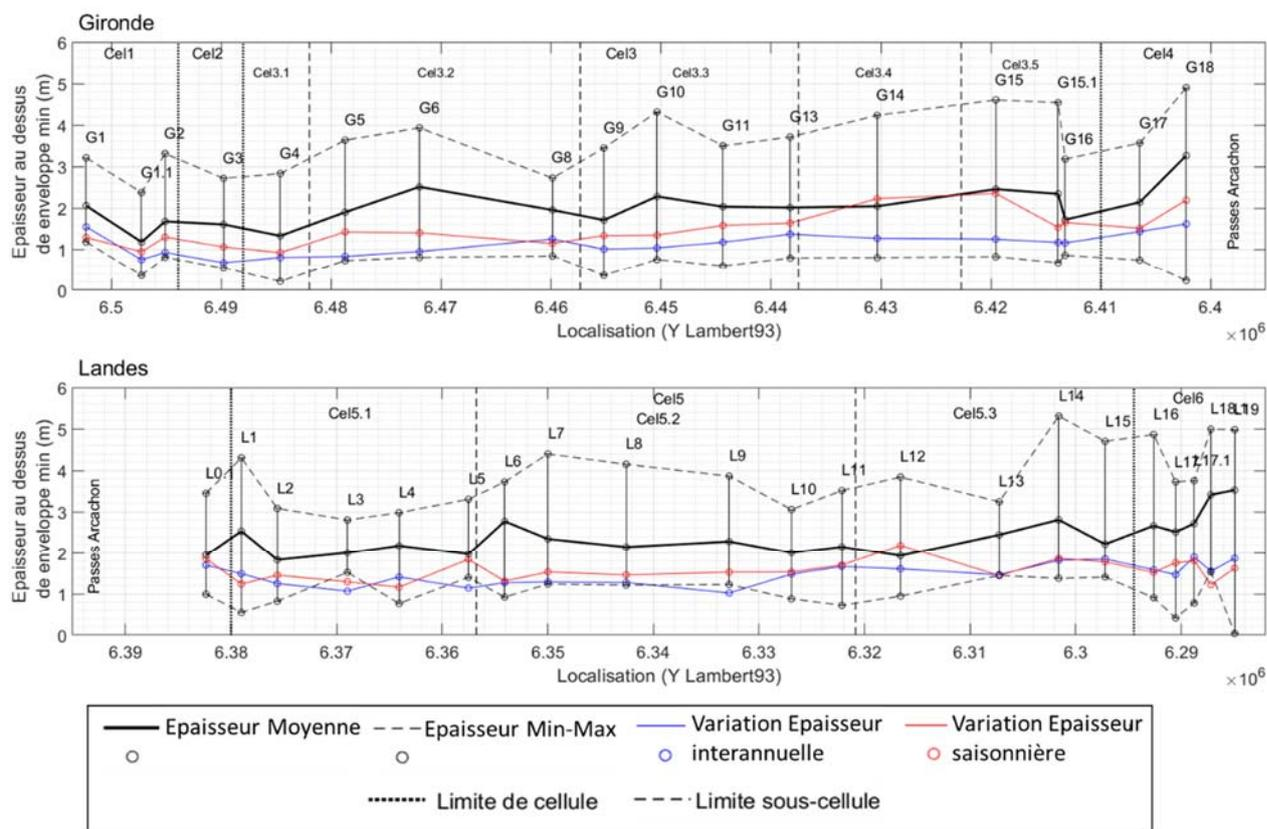 Gironde
Cel1 Cel2 Cel3 Cel4
Cel3.1 Cel3.2 Cel3.3 Cel3.4 Cel3.5
G1 G1.1 G2 G3 G4 G5 G6 G8 G9 G10 G11 G13 G14 G15 G15.1 G16 G17 G18
Epaisseur au dessus
de enveloppe min (m)
6
5
4
3
2
1
0
Passes Arcachon
6.5 6.49 6.48 6.47 6.46 6.45 6.44 6.43 6.42 6.41 6.4
Localisation (Y Lambert93)
×10⁶
Landes
Cel5 Cel6
Cel5.1 Cel5.2 Cel5.3
L0 L1 L2 L3 L4 L5 L6 L7 L8 L9 L10 L11 L12 L13 L14 L15 L16 L17 L17.1 L18 L19
Epaisseur au dessus
de enveloppe min (m)
6
5
4
3
2
1
0
Passes Arcachon
6.39 6.38 6.37 6.36 6.35 6.34 6.33 6.32 6.31 6.3 6.29
Localisation (Y Lambert93)
×10⁶
Epaisseur Moyenne Epaisseur Min-Max Variation Epaisseur Variation Epaisseur
interannuelle saisonnière
Limite de cellule Limite sous-cellule